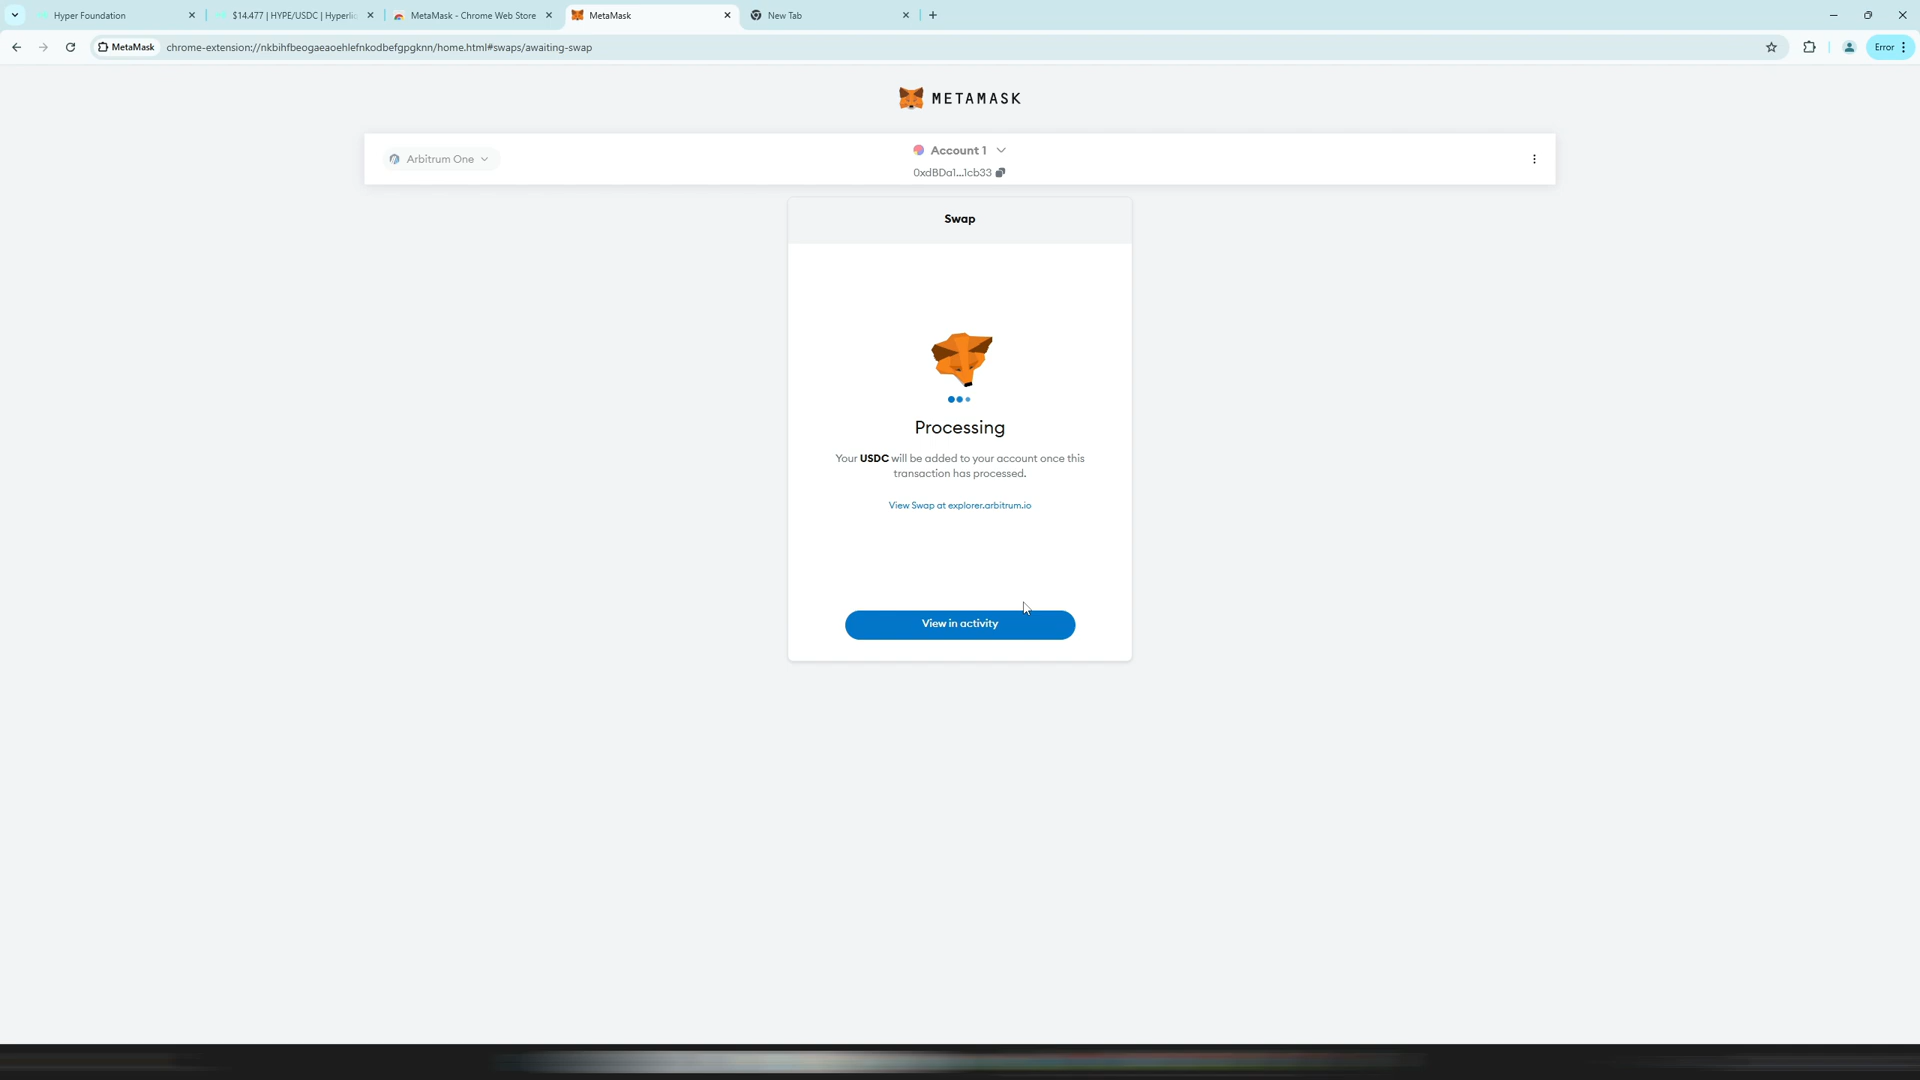 Hyper Foundation
$14.477 | HYPE/USDC | Hyperli
MetaMask - Chrome Web Store
MetaMask
New Tab
MetaMask
chrome-extension://nkbihfbeogaeaoehlefnkodbefgpgknn/home.html#swaps/awaiting-swap
Error
METAMASK
Arbitrum One
Account 1
0xdBDa1...1cb33
Swap
Processing
Your USDC will be added to your account once this
transaction has processed.
View Swap at explorer.arbitrum.io
View in activity